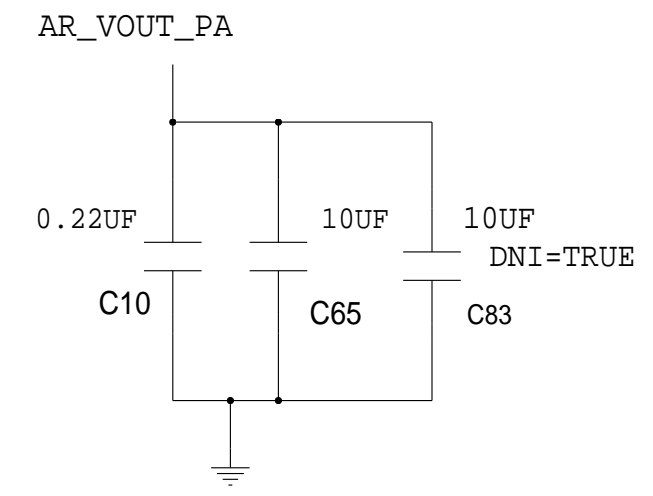 AR_VOUT_PA
0.22UF
10UF
10UF
DNI=TRUE
C10
C65
C83